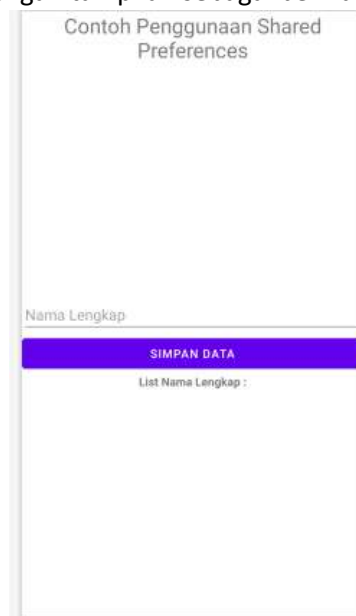 Contoh Penggunaan Shared
Preferences
Nama Lengkap
SIMPAN DATA
List Nama Lengkap :